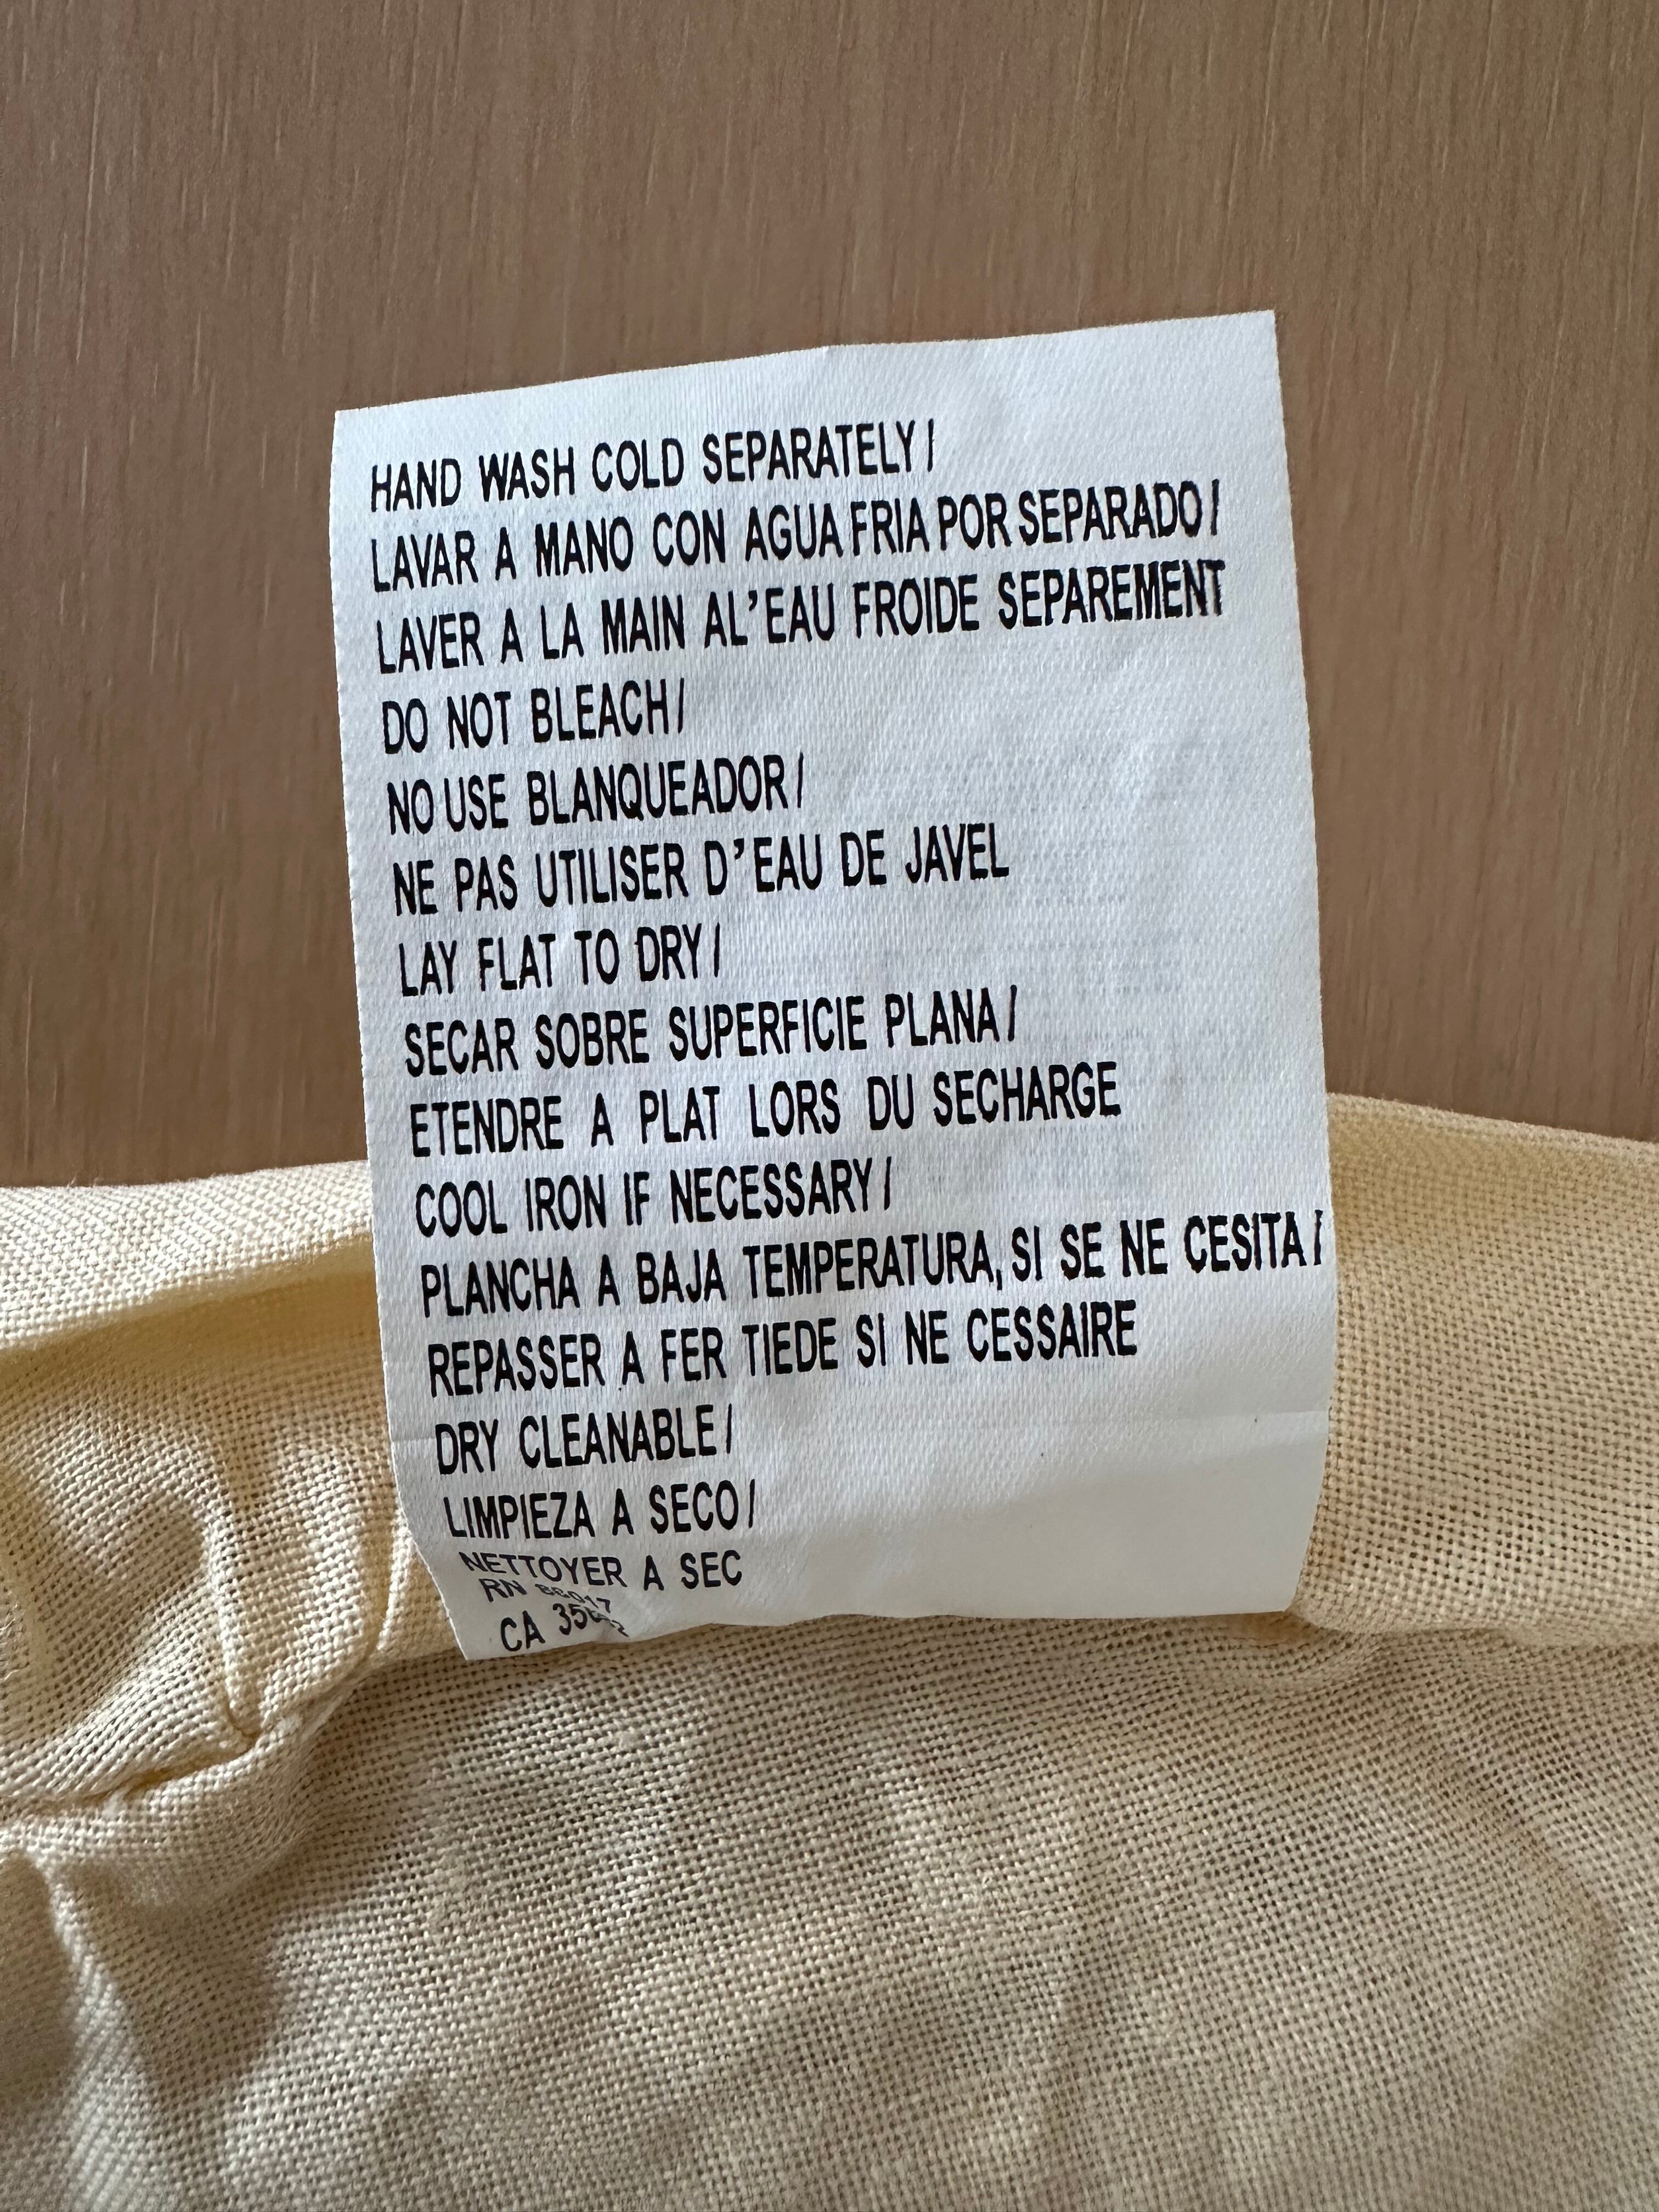 HAND WASH COLD SEPARATELY/
LAVAR A MANO CON AGUA FRIA POR SEPARADO/
LAVER A LA MAIN AL'EAU FROIDE SEPAREMENT
DO NOT BLEACH/
NO USE BLANQUEADOR/
NE PAS UTILISER D'EAU DE JAVEL
LAY FLAT TO DRY/
SECAR SOBRE SUPERFICIE PLANA/
ETENDRE A PLAT LORS DU SECHARGE
COOL IRON IF NECESSARY/
PLANCHA A BAJA TEMPERATURA, SI SE NE CESITA/
REPASSER A FER TIEDE SI NE CESSAIRE
DRY CLEANABLE/
LIMPIEZA A SECO/
NETTOYER A SEC
RN
CA